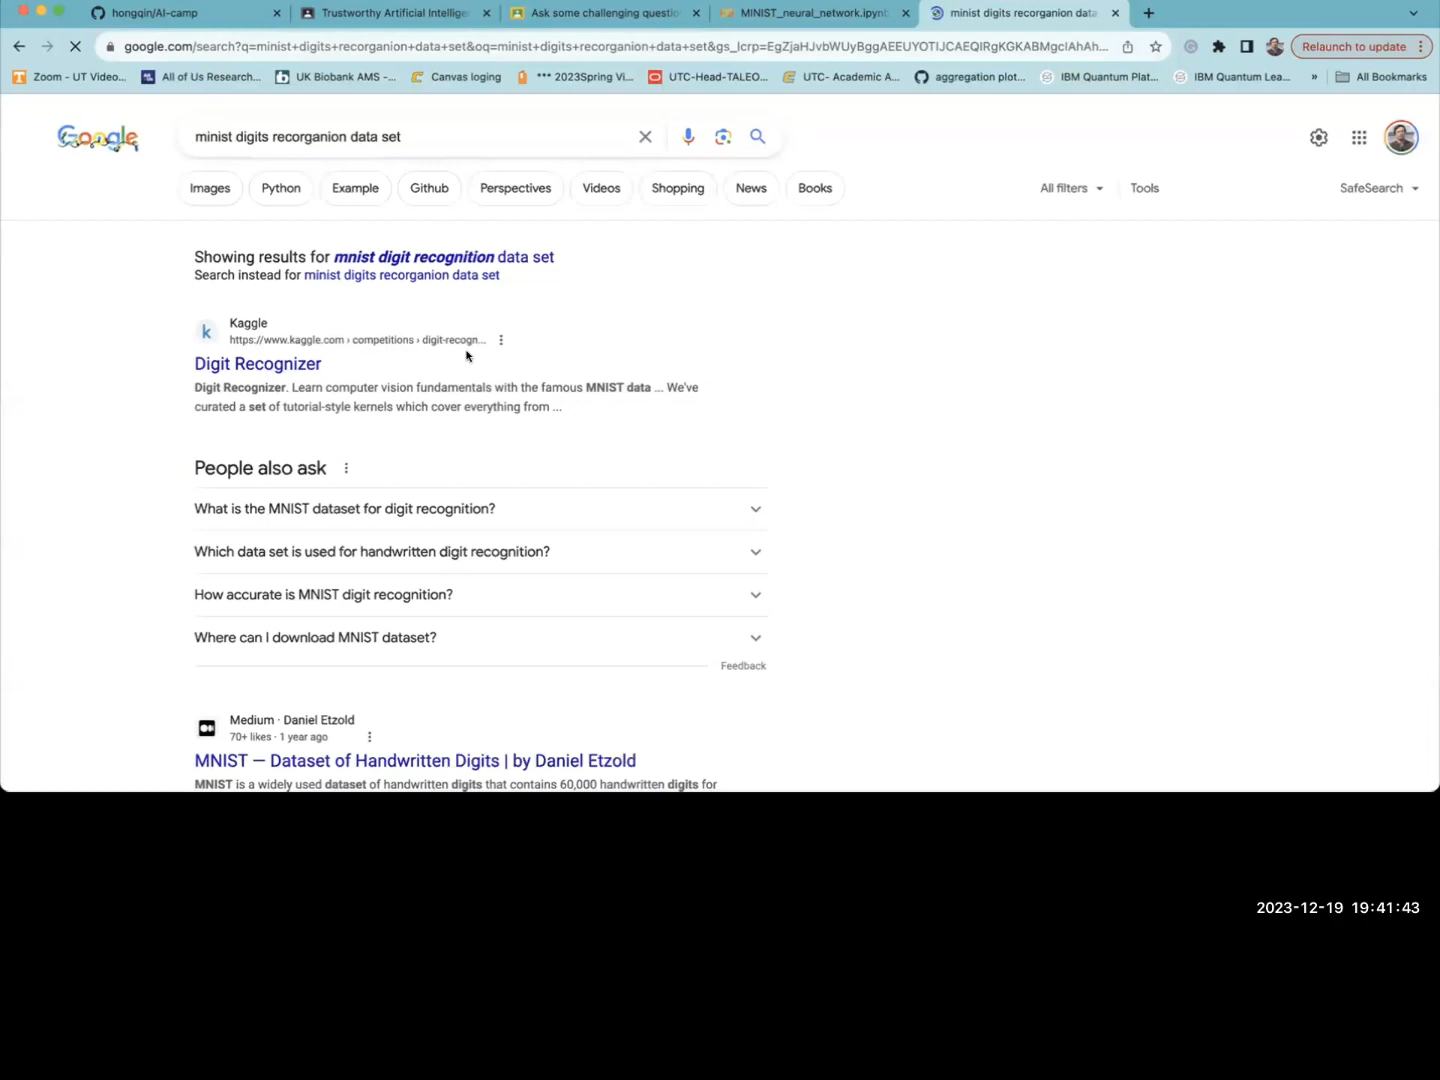 hongqin/AI-camp
Trustworthy Artificial Intellige
Ask some challenging questio
MINIST_neural_network.ipynb
minist digits recorganion data
google.com/search?q=minist+digits+recorganion+data+set&oq=minist+digits+recorganion+data+set&gs_lcrp=EgZjaHJvbWUyBggAEEUYOTIJCAEQIRgKGKABMgcIAhAh...
Relaunch to update
Zoom - UT Video...
All of Us Research...
UK Biobank AMS -...
Canvas loging
*** 2023Spring Vi...
UTC-Head-TALEO...
UTC- Academic A...
aggregation plot...
IBM Quantum Plat...
IBM Quantum Lea...
»
All Bookmarks
Google
minist digits recorganion data set
Images
Python
Example
Github
Perspectives
Videos
Shopping
News
Books
All filters
Tools
SafeSearch
Showing results for mnist digit recognition data set
Search instead for minist digits recorganion data set
k
Kaggle
https://www.kaggle.com › competitions › digit-recogn...
Digit Recognizer
Digit Recognizer. Learn computer vision fundamentals with the famous MNIST data ... We've
curated a set of tutorial-style kernels which cover everything from ...
People also ask
What is the MNIST dataset for digit recognition?
Which data set is used for handwritten digit recognition?
How accurate is MNIST digit recognition?
Where can I download MNIST dataset?
Feedback
Medium · Daniel Etzold
70+ likes · 1 year ago
MNIST — Dataset of Handwritten Digits | by Daniel Etzold
MNIST is a widely used dataset of handwritten digits that contains 60,000 handwritten digits for
2023-12-19 19:41:43